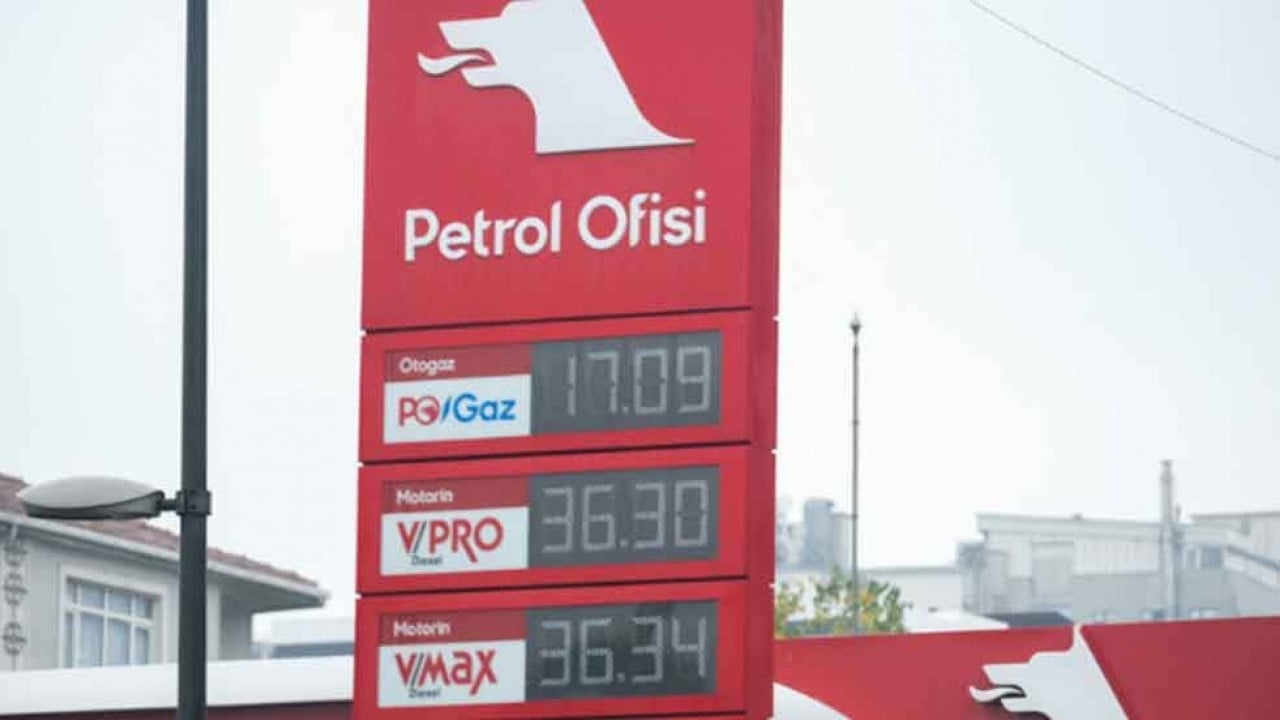 Petrol Ofisi
Otogaz
PO/Gaz
17.09
Motorin
V/PRO
Diesel
36.30
Motorin
V/MAX
Diesel
36.34